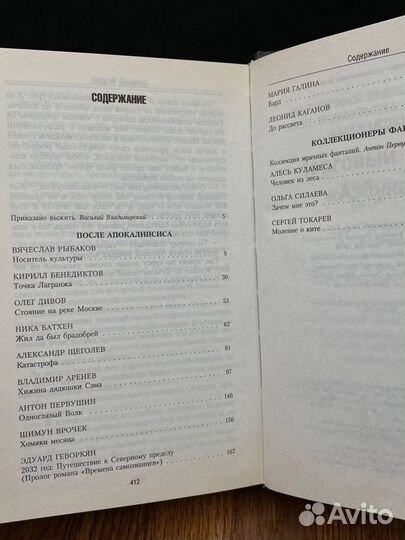 СОДЕРЖАНИЕ
Приказано выжить. Василий Владимирский 5
ПОСЛЕ АПОКАЛИПСИСА
ВЯЧЕСЛАВ РЫБАКОВ
Носитель культуры 9
КИРИЛЛ БЕНЕДИКТОВ
Точка Лагранжа 30
ОЛЕГ ДИВОВ
Стояние на реке Москве 53
НИКА БАТХЕН
Жил да был брадобрей 62
АЛЕКСАНДР ЩЕГОЛЕВ
Катастрофа 81
ВЛАДИМИР АРЕНЕВ
Хижина дядюшки Сэма 97
АНТОН ПЕРВУШИН
Одноглазый Волк 146
ШИМУН ВРОЧЕК
Хомяки месяца 156
ЭДУАРД ГЕВОРКЯН
2032 год: Путешествие к Северному пределу
(Пролог романа «Времена самозванцев») 167
412
Содержание
МАРИЯ ГАЛИНА
Бард
ЛЕОНИД КАГАНОВ
До рассвета
КОЛЛЕКЦИОНЕРЫ
Коллекция мрачных фантазий. Антон
АЛЕСЬ КУЛАМЕСА
Человек из леса
ОЛЬГА СИЛАЕВА
Зачем мне это?
СЕРГЕЙ ТОКАРЕВ
Моление о ките
Avito